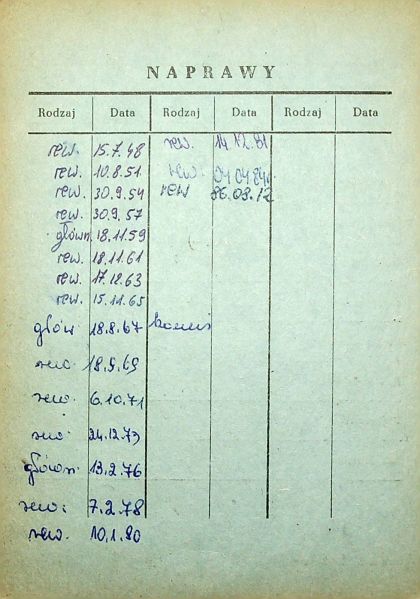 NAPRAWY
Rodzaj Data Rodzaj Data Rodzaj Data
rew. 15.7.48 rew. 14.12.81
rew. 10.8.51 rew. 04.04.84
rew. 30.9.54 rew 86.03.12
rew. 30.9.57
główn. 18.11.59
rew. 18.11.61
rew. 17.12.63
rew. 15.11.65
główn 18.8.67
rew 18.9.69
rew. 6.10.71
rew. 24.12.73
główn. 13.2.76
rew. 7.2.78
rew. 10.1.80